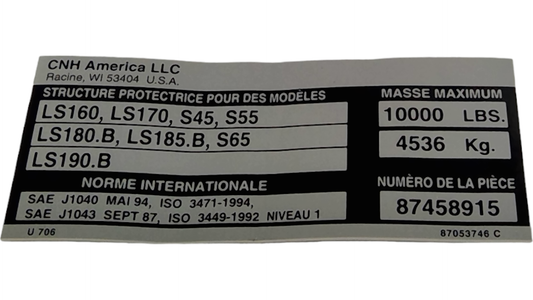 CNH America LLC
Racine, WI 53404 U.S.A.
STRUCTURE PROTECTRICE POUR DES MODÈLES
LS160, LS170, S45, S55
LS180.B, LS185.B, S65
LS190.B
MASSE MAXIMUM
10000 LBS.
4536 Kg.
NORME INTERNATIONALE
SAE J1040 MAI 94, ISO 3471-1994,
SAE J1043 SEPT 87, ISO 3449-1992 NIVEAU 1
NUMÈRO DE LA PIÈCE
87458915
U 706
87053746 C